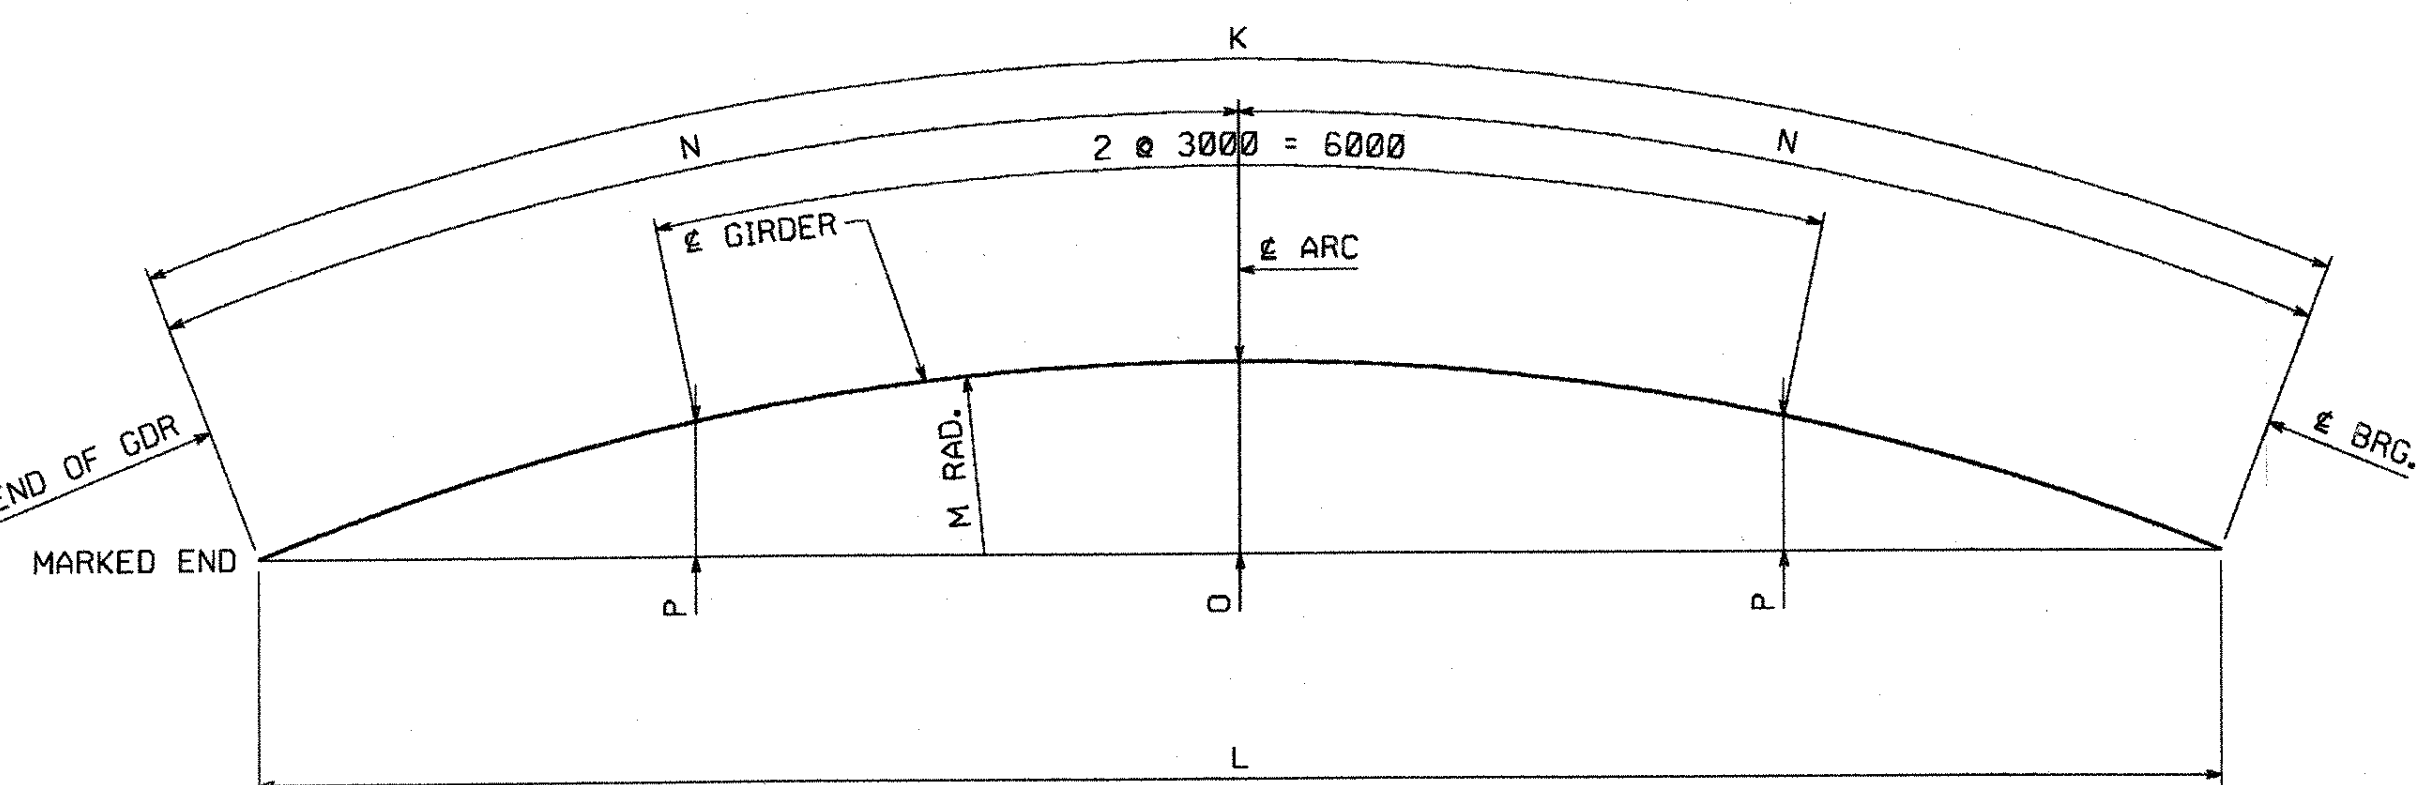 K
N
2 @ 3000 = 6000
N
℄ GIRDER
℄ ARC
M RAD.
END OF GDR
℄ BRG.
MARKED END
P
O
P
L